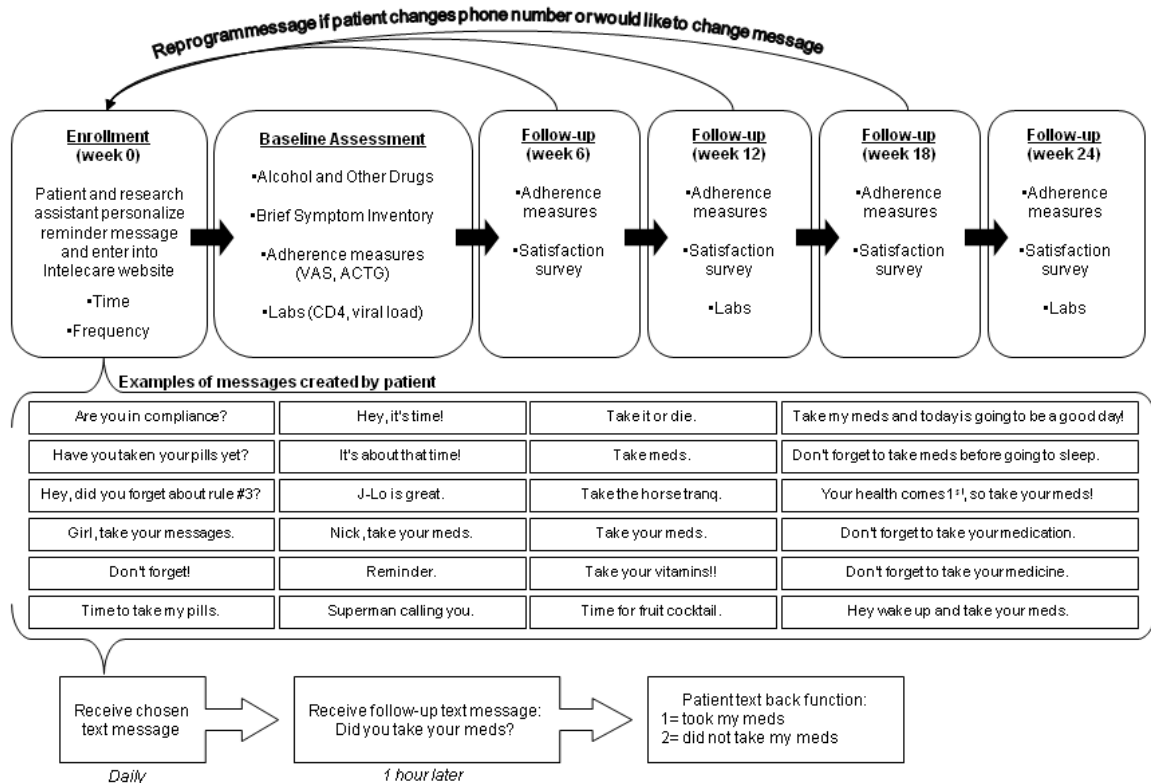 Reprogram message if patient changes phone number or would like to change message
Enrollment
(week 0)
Patient and research
assistant personalize
reminder message
and enter into
Intelecare website
▪Time
▪Frequency
Baseline Assessment
▪Alcohol and Other Drugs
▪Brief Symptom Inventory
▪Adherence measures
(VAS, ACTG)
▪Labs (CD4, viral load)
Follow-up
(week 6)
▪Adherence
measures
▪Satisfaction
survey
Follow-up
(week 12)
▪Adherence
measures
▪Satisfaction
survey
▪Labs
Follow-up
(week 18)
▪Adherence
measures
▪Satisfaction
survey
Follow-up
(week 24)
▪Adherence
measures
▪Satisfaction
survey
▪Labs
Examples of messages created by patient
Are you in compliance?
Hey, it's time!
Take it or die.
Take my meds and today is going to be a good day!
Have you taken your pills yet?
It's about that time!
Take meds.
Don't forget to take meds before going to sleep.
Hey, did you forget about rule #3?
J-Lo is great.
Take the horse tranq.
Your health comes 1st, so take your meds!
Girl, take your messages.
Nick, take your meds.
Take your meds.
Don't forget to take your medication.
Don't forget!
Reminder.
Take your vitamins!!
Don't forget to take your medicine.
Time to take my pills.
Superman calling you.
Time for fruit cocktail.
Hey wake up and take your meds.
Receive chosen
text message
Daily
Receive follow-up text message:
Did you take your meds?
1 hour later
Patient text back function:
1= took my meds
2= did not take my meds